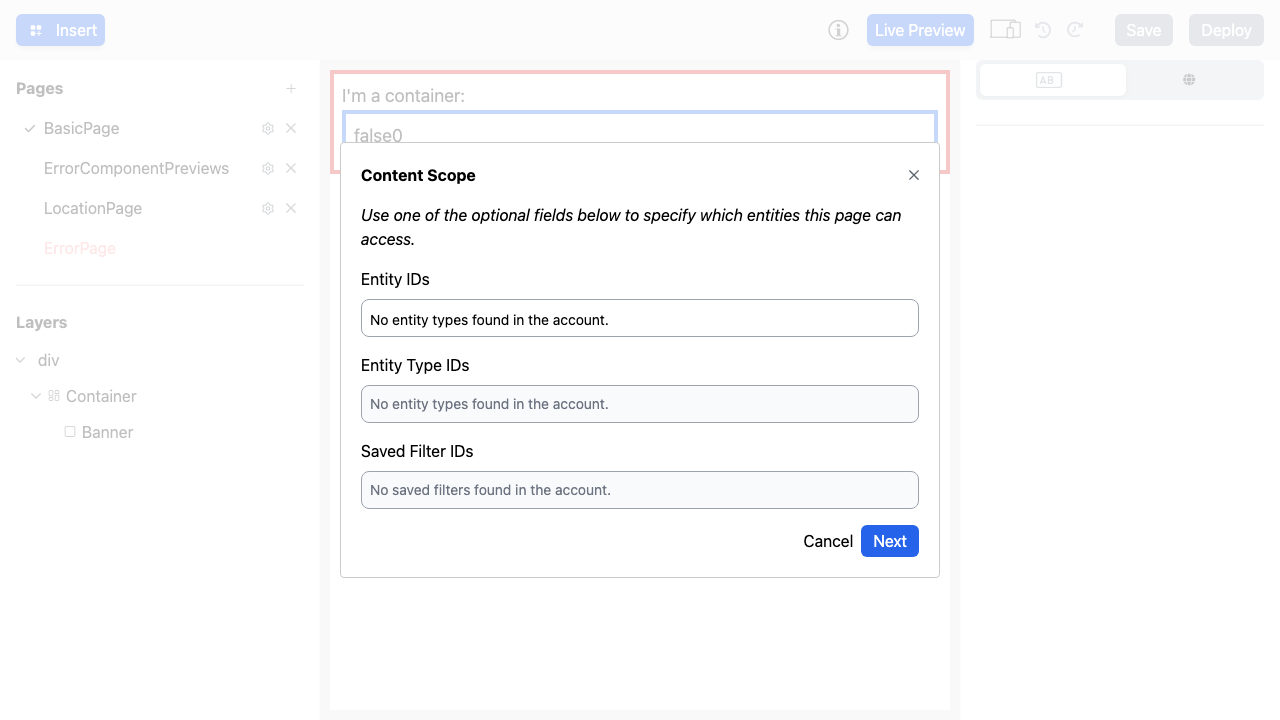 Insert
Live Preview
Save
Deploy
Pages
BasicPage
ErrorComponentPreviews
LocationPage
ErrorPage
Layers
div
Container
Banner
I'm a container:
false0
Content Scope
Use one of the optional fields below to specify which entities this page can
access.
Entity IDs
No entity types found in the account.
Entity Type IDs
No entity types found in the account.
Saved Filter IDs
No saved filters found in the account.
Cancel
Next
AB